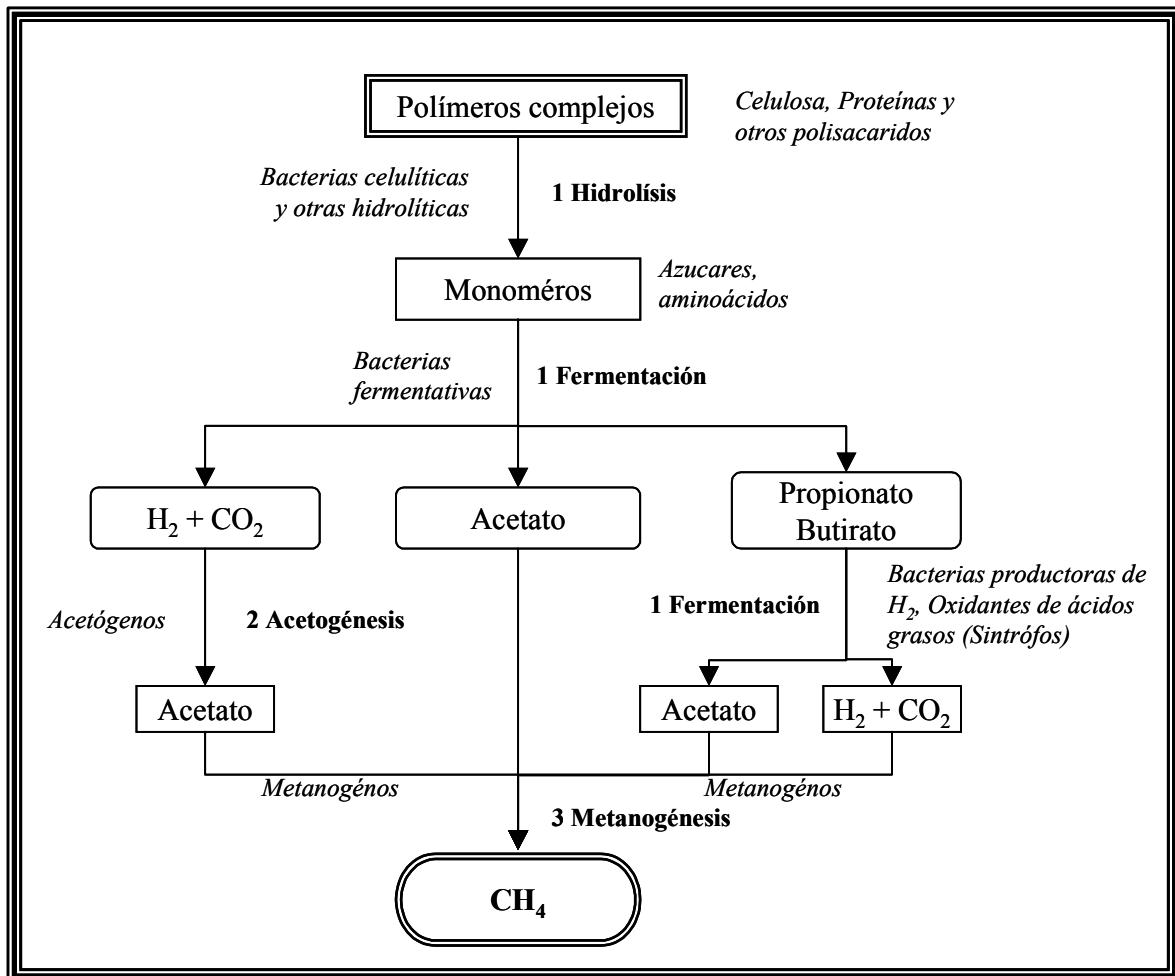 Polímeros complejos
Celulosa, Proteínas y
otros polisacaridos
Bacterias celulíticas
y otras hidrolíticas
1 Hidrolísis
Monoméros
Azucares,
aminoácidos
Bacterias
fermentativas
1 Fermentación
H₂ + CO₂
Acetato
Propionato
Butirato
Acetógenos
2 Acetogénesis
1 Fermentación
Bacterias productoras de
H₂, Oxidantes de ácidos
grasos (Sintrófos)
Acetato
Acetato
H₂ + CO₂
Metanogénos
Metanogénos
3 Metanogénesis
CH₄